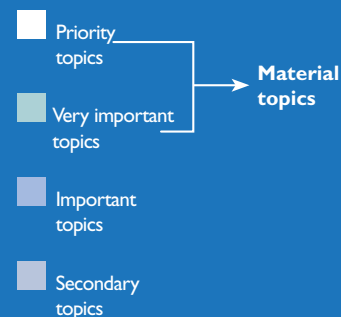 Priority
topics
Material
topics
Very important
topics
Important
topics
Secondary
topics